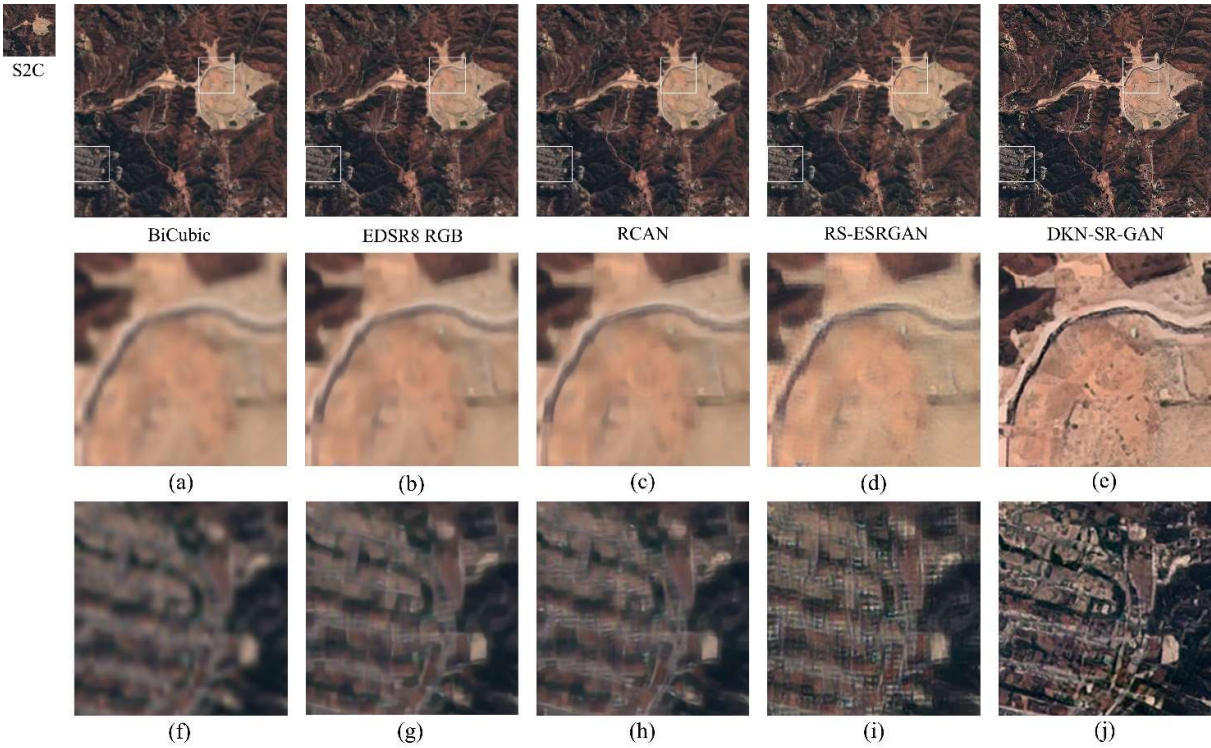 S2C
BiCubic EDSR8 RGB RCAN RS-ESRGAN DKN-SR-GAN
(a) (b) (c) (d) (e)
(f) (g) (h) (i) (j)